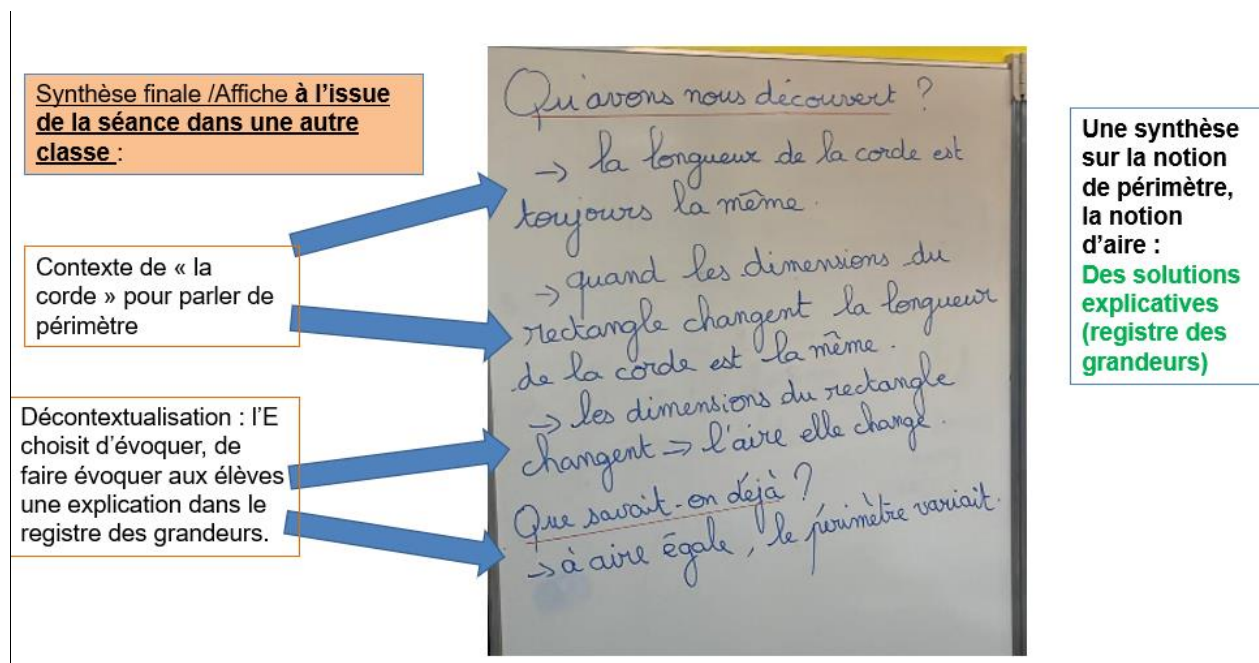 Synthèse finale /Affiche à l'issue
de la séance dans une autre
classe :
Contexte de « la
corde » pour parler de
périmètre
Décontextualisation : l'E
choisit d'évoquer, de
faire évoquer aux élèves
une explication dans le
registre des grandeurs.
Qu'avons nous découvert ?
-> la longueur de la corde est
toujours la même.
-> quand les dimensions du
rectangle changent la longueur
de la corde est la même.
-> les dimensions du rectangle
changent -> l'aire elle change.
Que savait-on déjà ?
-> à aire égale, le périmètre variait.
Une synthèse
sur la notion
de périmètre,
la notion
d'aire :
Des solutions
explicatives
(registre des
grandeurs)